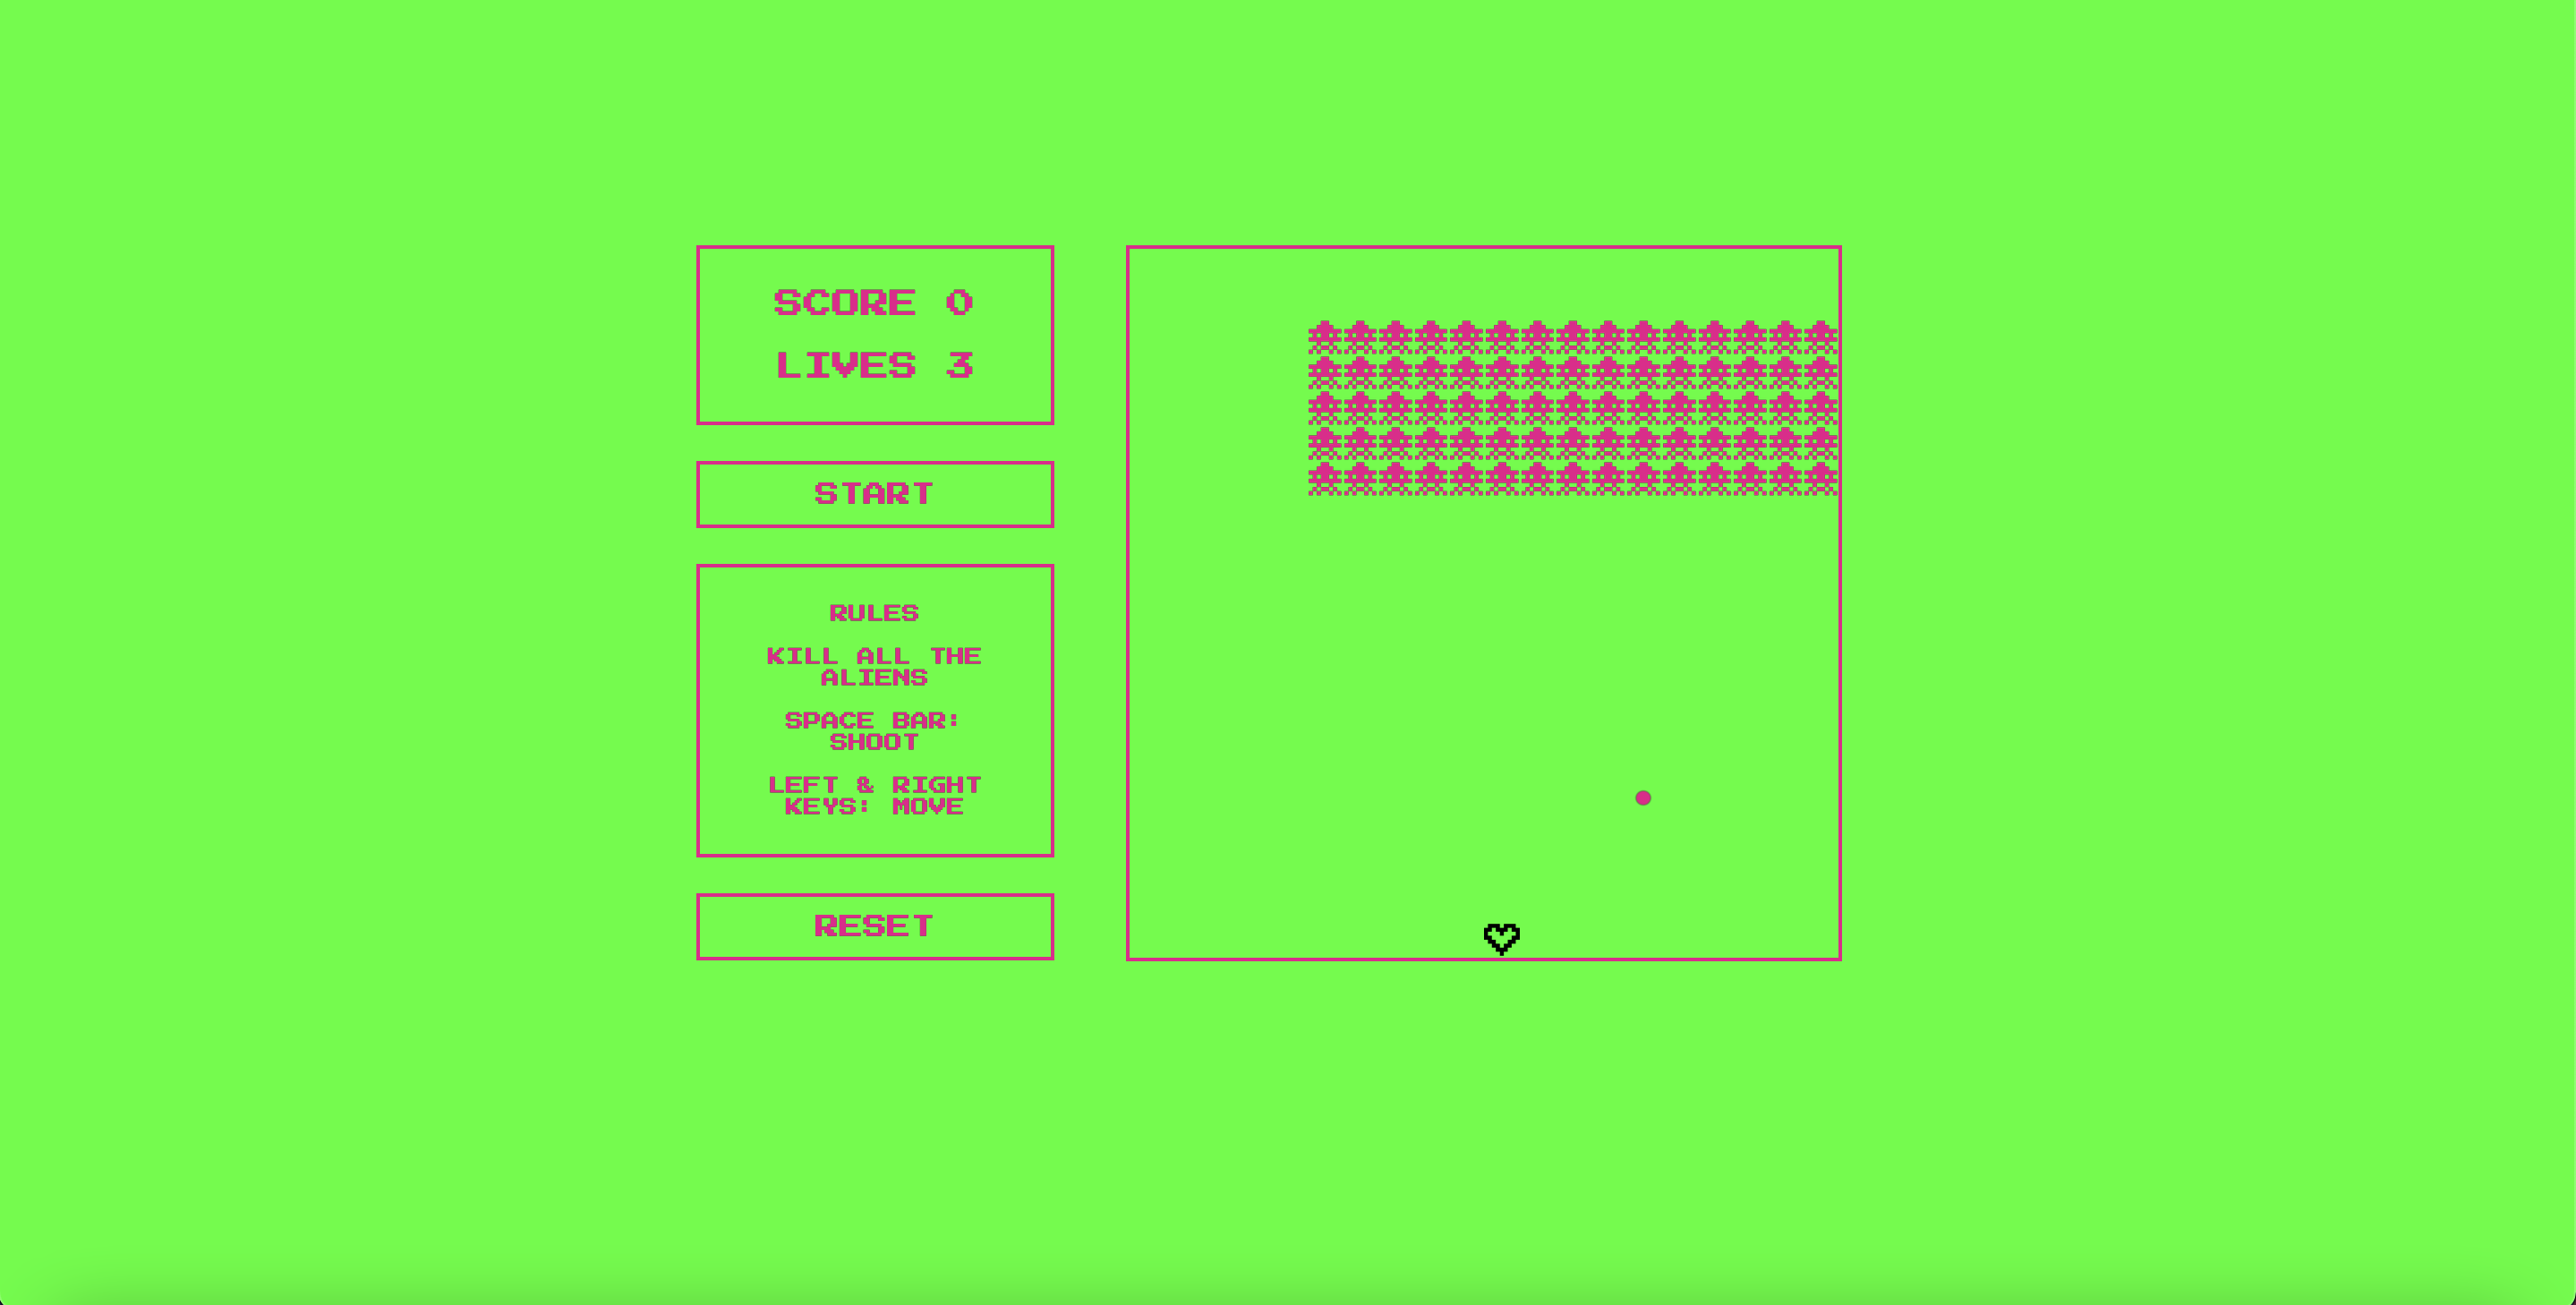 SCORE 0
LIVES 3
START
RULES
KILL ALL THE
ALIENS
SPACE BAR:
SHOOT
LEFT & RIGHT
KEYS: MOVE
RESET